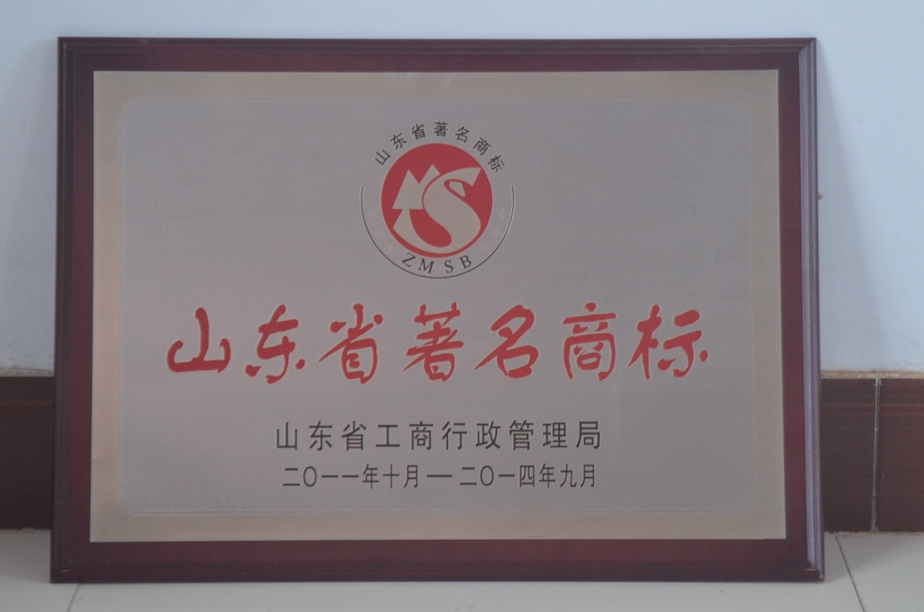 山东省著名商标
ZMSB
山东省著名商标
山东省工商行政管理局
二〇一一年十月一二〇一四年九月